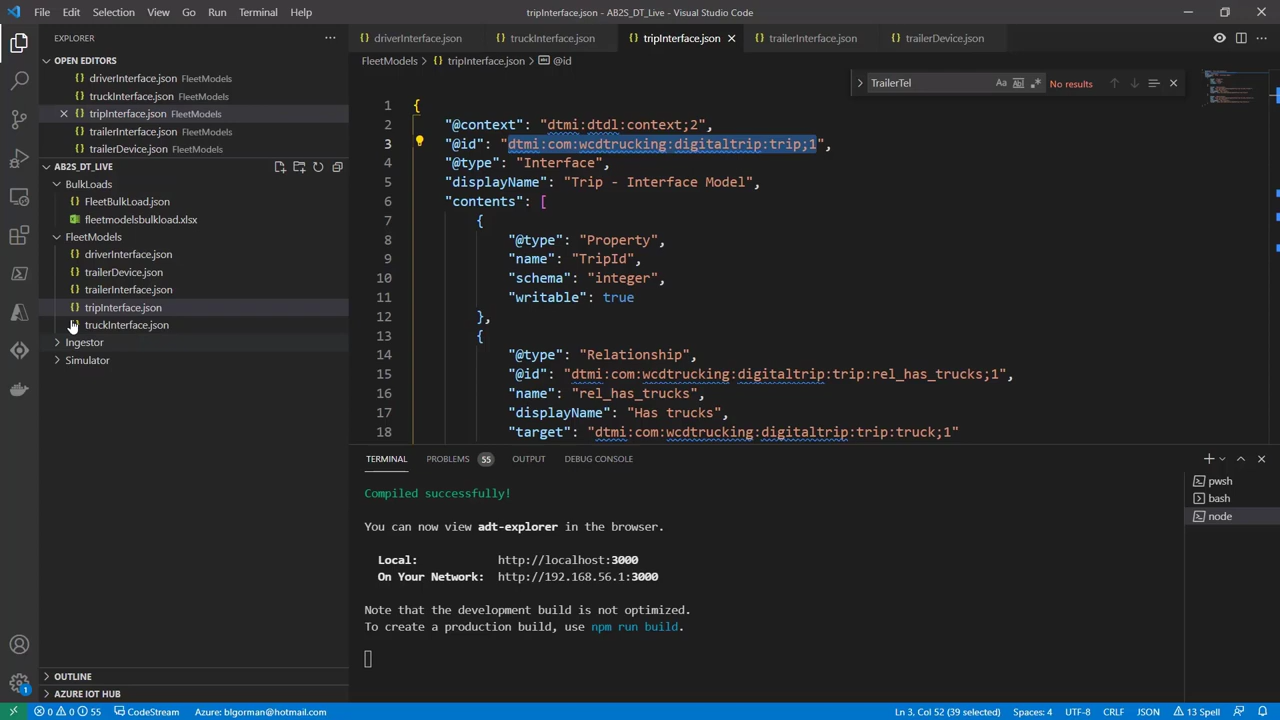 File Edit Selection View Go Run Terminal Help
tripInterface.json - AB2S_DT_Live - Visual Studio Code
EXPLORER
OPEN EDITORS
driverInterface.json FleetModels
truckInterface.json FleetModels
tripInterface.json FleetModels
trailerInterface.json FleetModels
trailerDevice.json FleetModels
AB2S_DT_LIVE
BulkLoads
FleetBulkLoad.json
fleetmodelsbulkload.xlsx
FleetModels
driverInterface.json
trailerDevice.json
trailerInterface.json
tripInterface.json
truckInterface.json
Ingestor
Simulator
OUTLINE
AZURE IOT HUB
driverInterface.json truckInterface.json tripInterface.json trailerInterface.json trailerDevice.json
FleetModels tripInterface.json @id
TrailerTel Aa Ab No results
1 {
2 "@context": "dtmi:dtdl:context;2",
3 "@id": "dtmi:com:wcdtrucking:digitaltrip:trip;1",
4 "@type": "Interface",
5 "displayName": "Trip - Interface Model",
6 "contents": [
7 {
8 "@type": "Property",
9 "name": "TripId",
10 "schema": "integer",
11 "writable": true
12 },
13 {
14 "@type": "Relationship",
15 "@id": "dtmi:com:wcdtrucking:digitaltrip:trip:rel_has_trucks;1",
16 "name": "rel_has_trucks",
17 "displayName": "Has trucks",
18 "target": "dtmi:com:wcdtrucking:digitaltrip:trip:truck;1"
TERMINAL PROBLEMS 55 OUTPUT DEBUG CONSOLE
Compiled successfully!
You can now view adt-explorer in the browser.
Local: http://localhost:3000
On Your Network: http://192.168.56.1:3000
Note that the development build is not optimized.
To create a production build, use npm run build.
pwsh
bash
node
1
0 0 55 CodeStream Azure: blgorman@hotmail.com Ln 3, Col 52 (39 selected) Spaces: 4 UTF-8 CRLF JSON 13 Spell